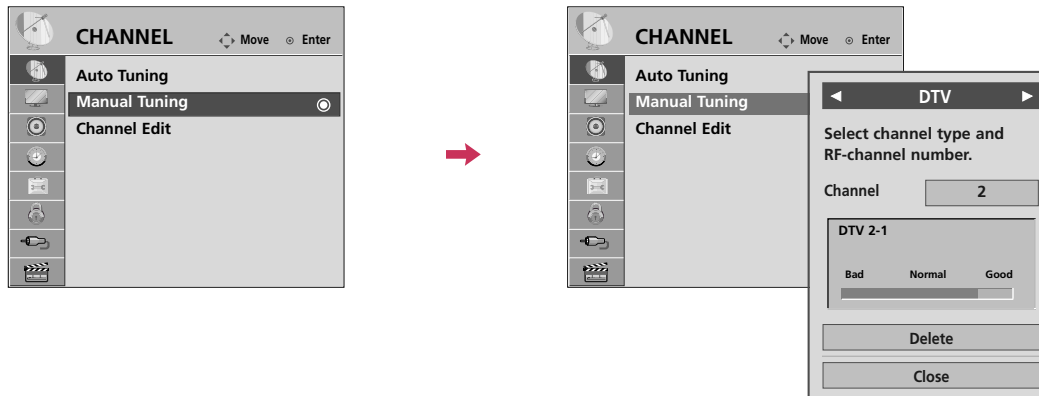 CHANNEL Move Enter
Auto Tuning
Manual Tuning
Channel Edit
CHANNEL Move Enter
Auto Tuning
Manual Tuning
Channel Edit
DTV
Select channel type and
RF-channel number.
Channel 2
DTV 2-1
Bad Normal Good
Delete
Close